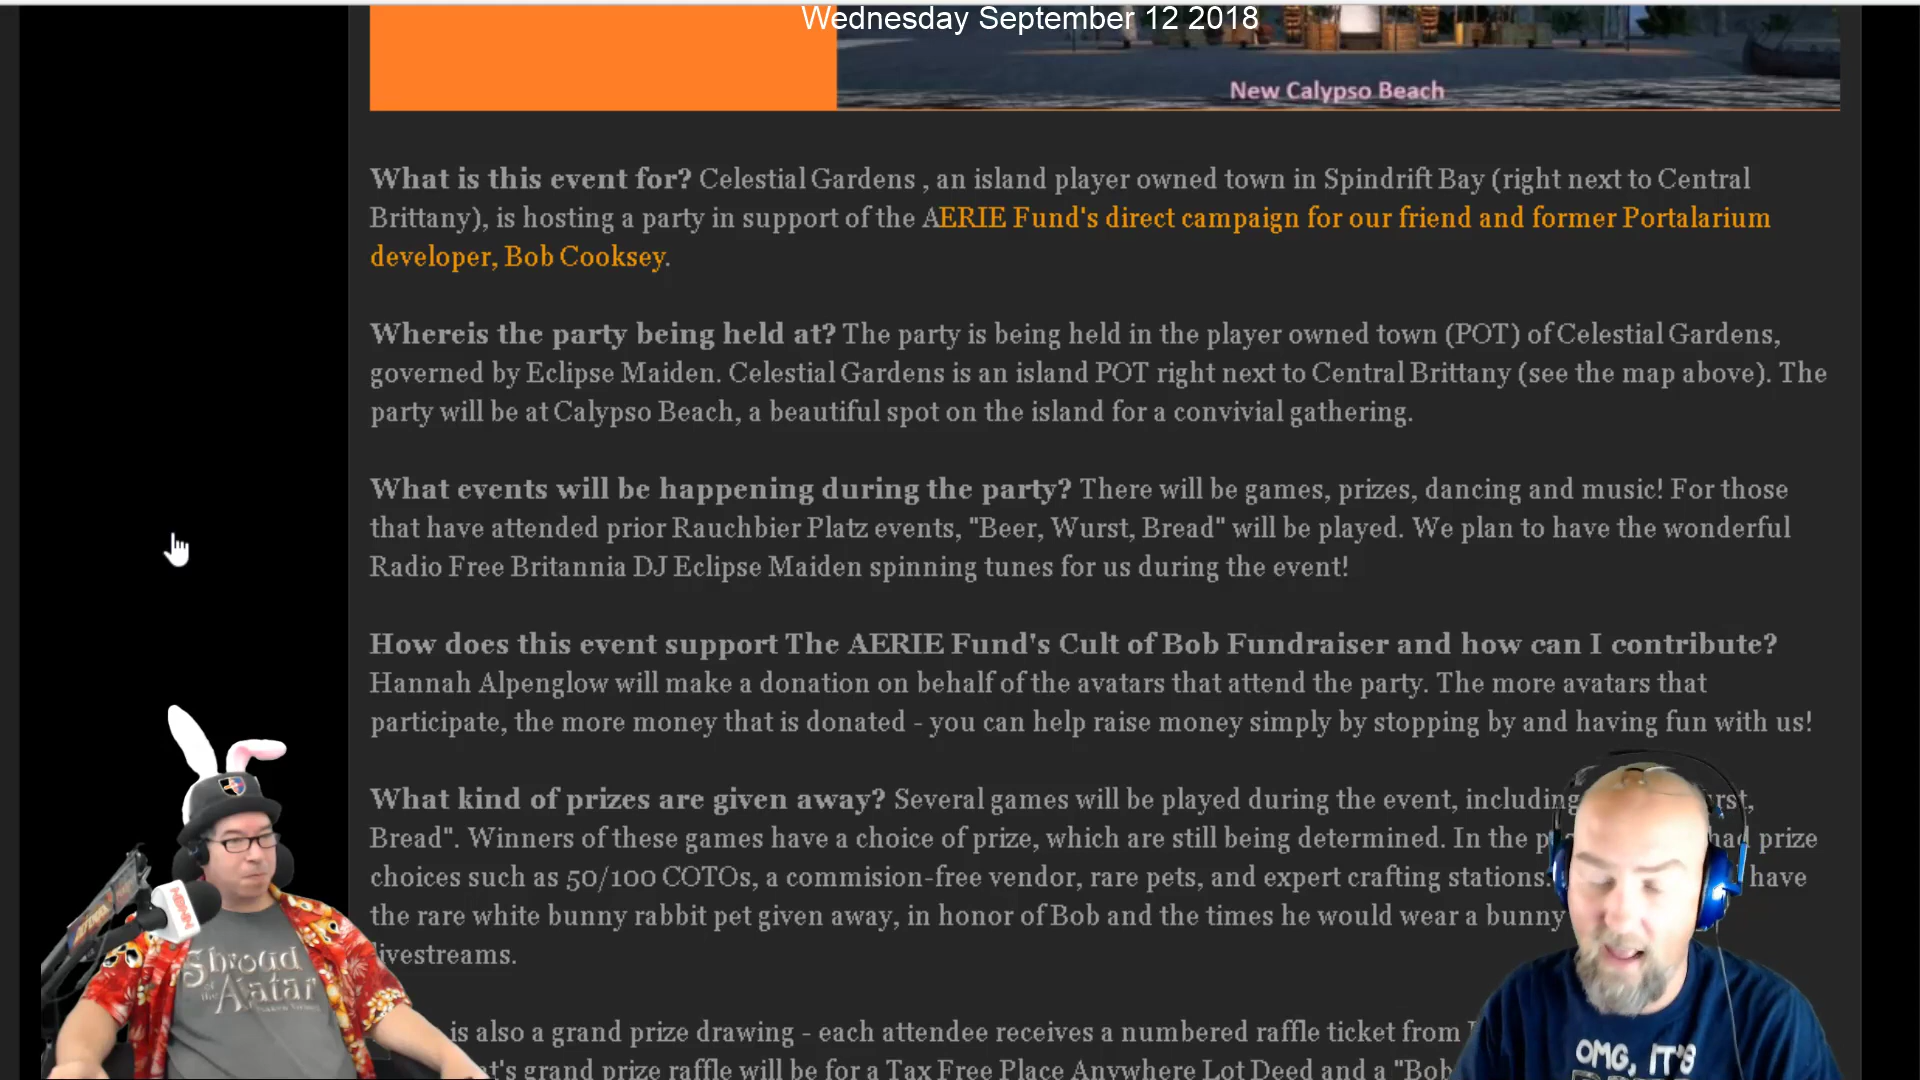 Wednesday September 12 2018
New Calypso Beach
What is this event for? Celestial Gardens , an island player owned town in Spindrift Bay (right next to Central
Brittany), is hosting a party in support of the AERIE Fund's direct campaign for our friend and former Portalarium
developer, Bob Cooksey.
Whereis the party being held at? The party is being held in the player owned town (POT) of Celestial Gardens,
governed by Eclipse Maiden. Celestial Gardens is an island POT right next to Central Brittany (see the map above). The
party will be at Calypso Beach, a beautiful spot on the island for a convivial gathering.
What events will be happening during the party? There will be games, prizes, dancing and music! For those
that have attended prior Rauchbier Platz events, "Beer, Wurst, Bread" will be played. We plan to have the wonderful
Radio Free Britannia DJ Eclipse Maiden spinning tunes for us during the event!
How does this event support The AERIE Fund's Cult of Bob Fundraiser and how can I contribute?
Hannah Alpenglow will make a donation on behalf of the avatars that attend the party. The more avatars that
participate, the more money that is donated - you can help raise money simply by stopping by and having fun with us!
What kind of prizes are given away? Several games will be played during the event, including
Bread". Winners of these games have a choice of prize, which are still being determined. In the had prize
choices such as 50/100 COTOs, a commision-free vendor, rare pets, and expert crafting stations. have
the rare white bunny rabbit pet given away, in honor of Bob and the times he would wear a bunny
livestreams.
is also a grand prize drawing - each attendee receives a numbered raffle ticket from
grand prize raffle will be for a Tax Free Place Anywhere Lot Deed and a "Bob
Shroud
of the
Avatar
OMG, IT'S